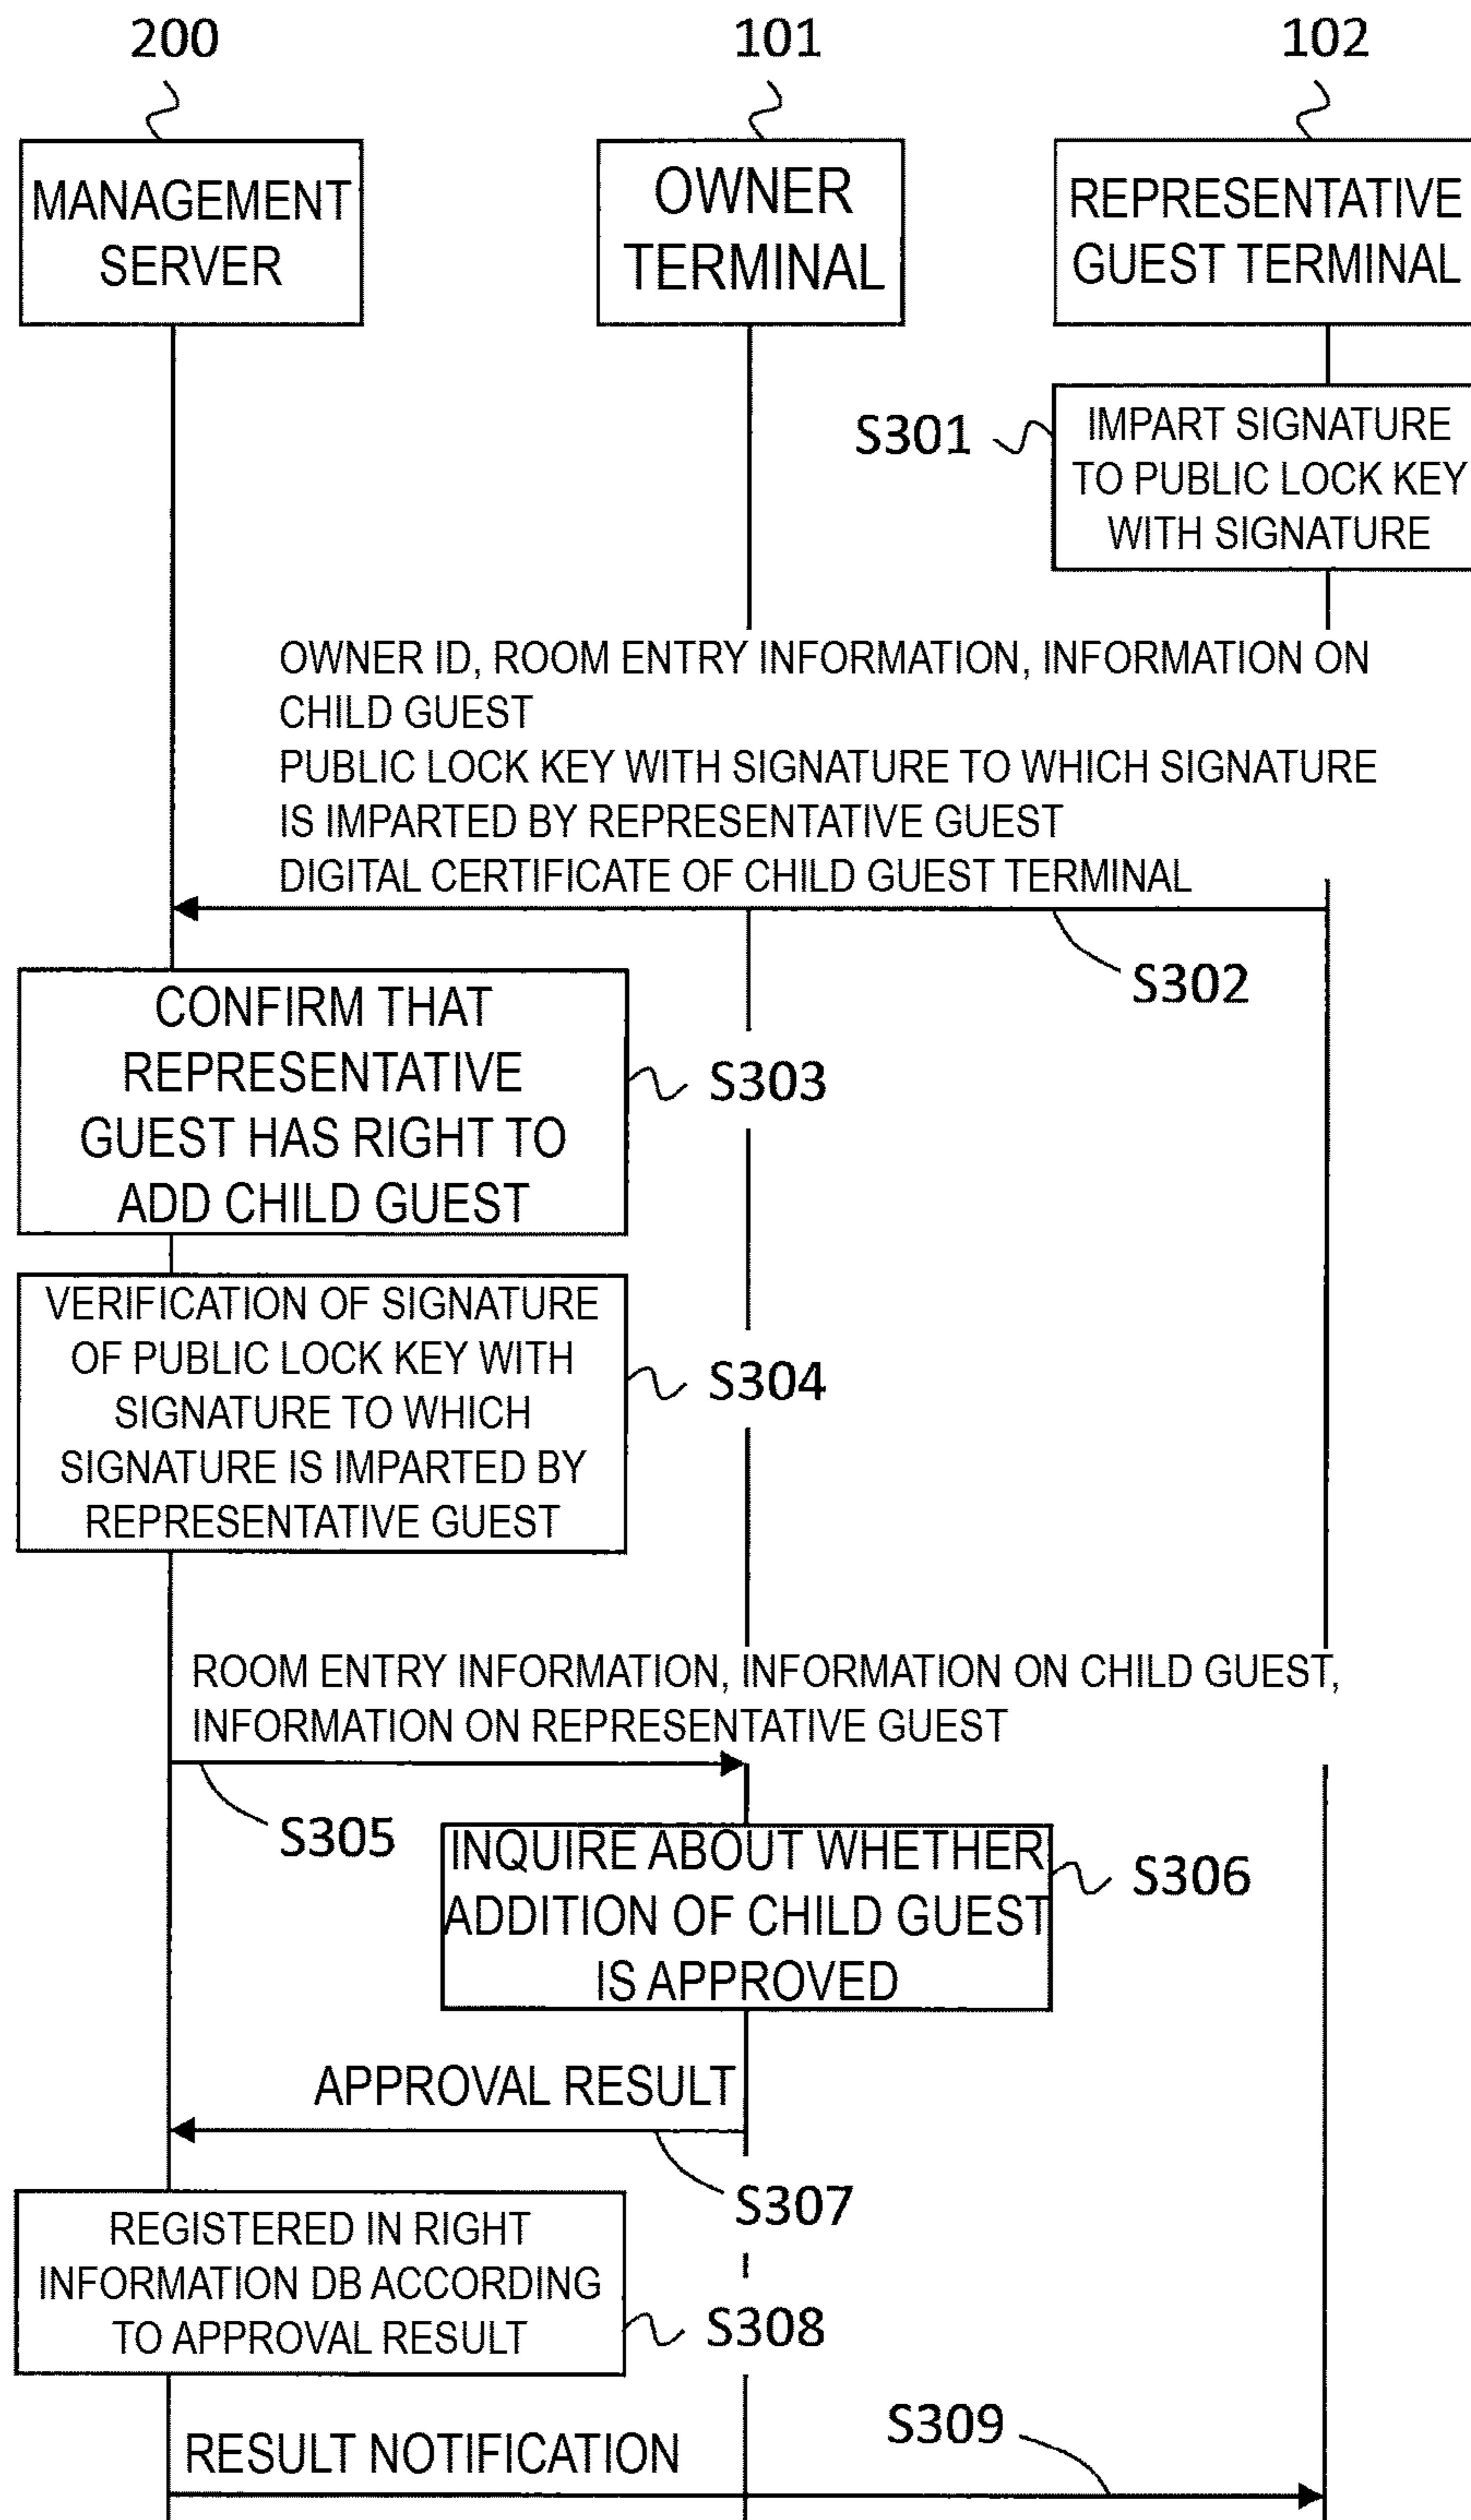 200
101
102
MANAGEMENT
SERVER
OWNER
TERMINAL
REPRESENTATIVE
GUEST TERMINAL
S301
IMPART SIGNATURE
TO PUBLIC LOCK KEY
WITH SIGNATURE
OWNER ID, ROOM ENTRY INFORMATION, INFORMATION ON
CHILD GUEST
PUBLIC LOCK KEY WITH SIGNATURE TO WHICH SIGNATURE
IS IMPARTED BY REPRESENTATIVE GUEST
DIGITAL CERTIFICATE OF CHILD GUEST TERMINAL
S302
CONFIRM THAT
REPRESENTATIVE
GUEST HAS RIGHT TO
ADD CHILD GUEST
S303
VERIFICATION OF SIGNATURE
OF PUBLIC LOCK KEY WITH
SIGNATURE TO WHICH
SIGNATURE IS IMPARTED BY
REPRESENTATIVE GUEST
S304
ROOM ENTRY INFORMATION, INFORMATION ON CHILD GUEST,
INFORMATION ON REPRESENTATIVE GUEST
S305
INQUIRE ABOUT WHETHER
ADDITION OF CHILD GUEST
IS APPROVED
S306
APPROVAL RESULT
S307
REGISTERED IN RIGHT
INFORMATION DB ACCORDING
TO APPROVAL RESULT
S308
RESULT NOTIFICATION
S309